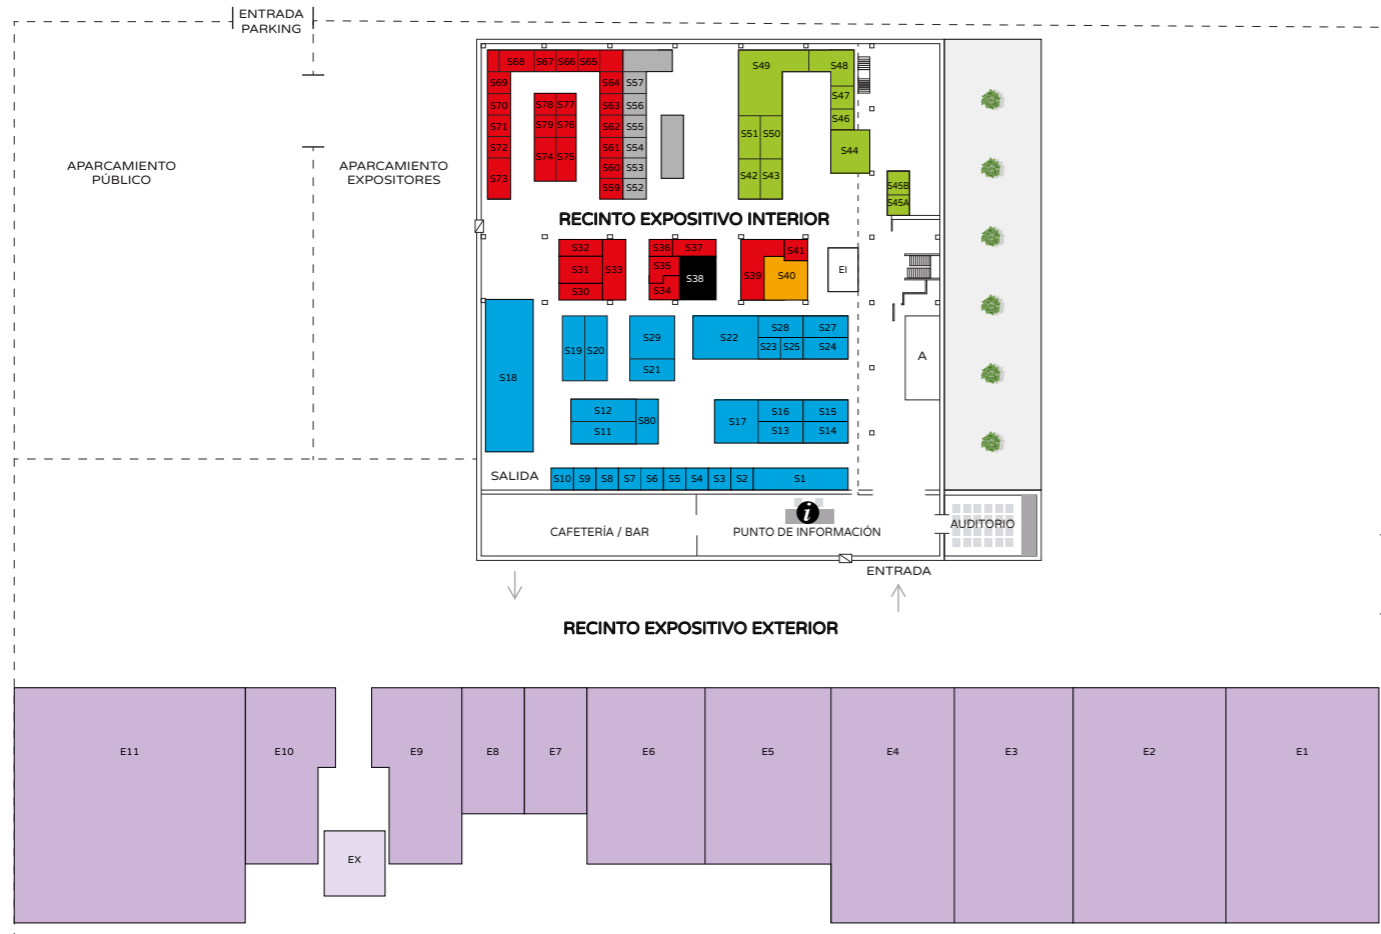 ENTRADA
PARKING
APARCAMIENTO
PÚBLICO
APARCAMIENTO
EXPOSITORES
S68 S67 S66 S65
S69 S64 S57
S70 S78 S77 S63 S56
S71 S79 S76 S62 S55
S72 S74 S75 S61 S54
S73 S60 S53
S59 S52
S49 S48
S47
S46
S51 S50 S44
S42 S43
S45B
S45A
RECINTO EXPOSITIVO INTERIOR
S32 S33 S36 S37 S41
S31 S35 S38 S39 S40 EI
S30 S34
S18
S19 S20 S29 S22 S28 S27
S21 S23 S25 S24
A
S12 S80 S17 S16 S15
S11 S13 S14
SALIDA
S10 S9 S8 S7 S6 S5 S4 S3 S2 S1
i
CAFETERÍA / BAR
PUNTO DE INFORMACIÓN
AUDITORIO
ENTRADA
RECINTO EXPOSITIVO EXTERIOR
E11 E10 E9 E8 E7 E6 E5 E4 E3 E2 E1
EX